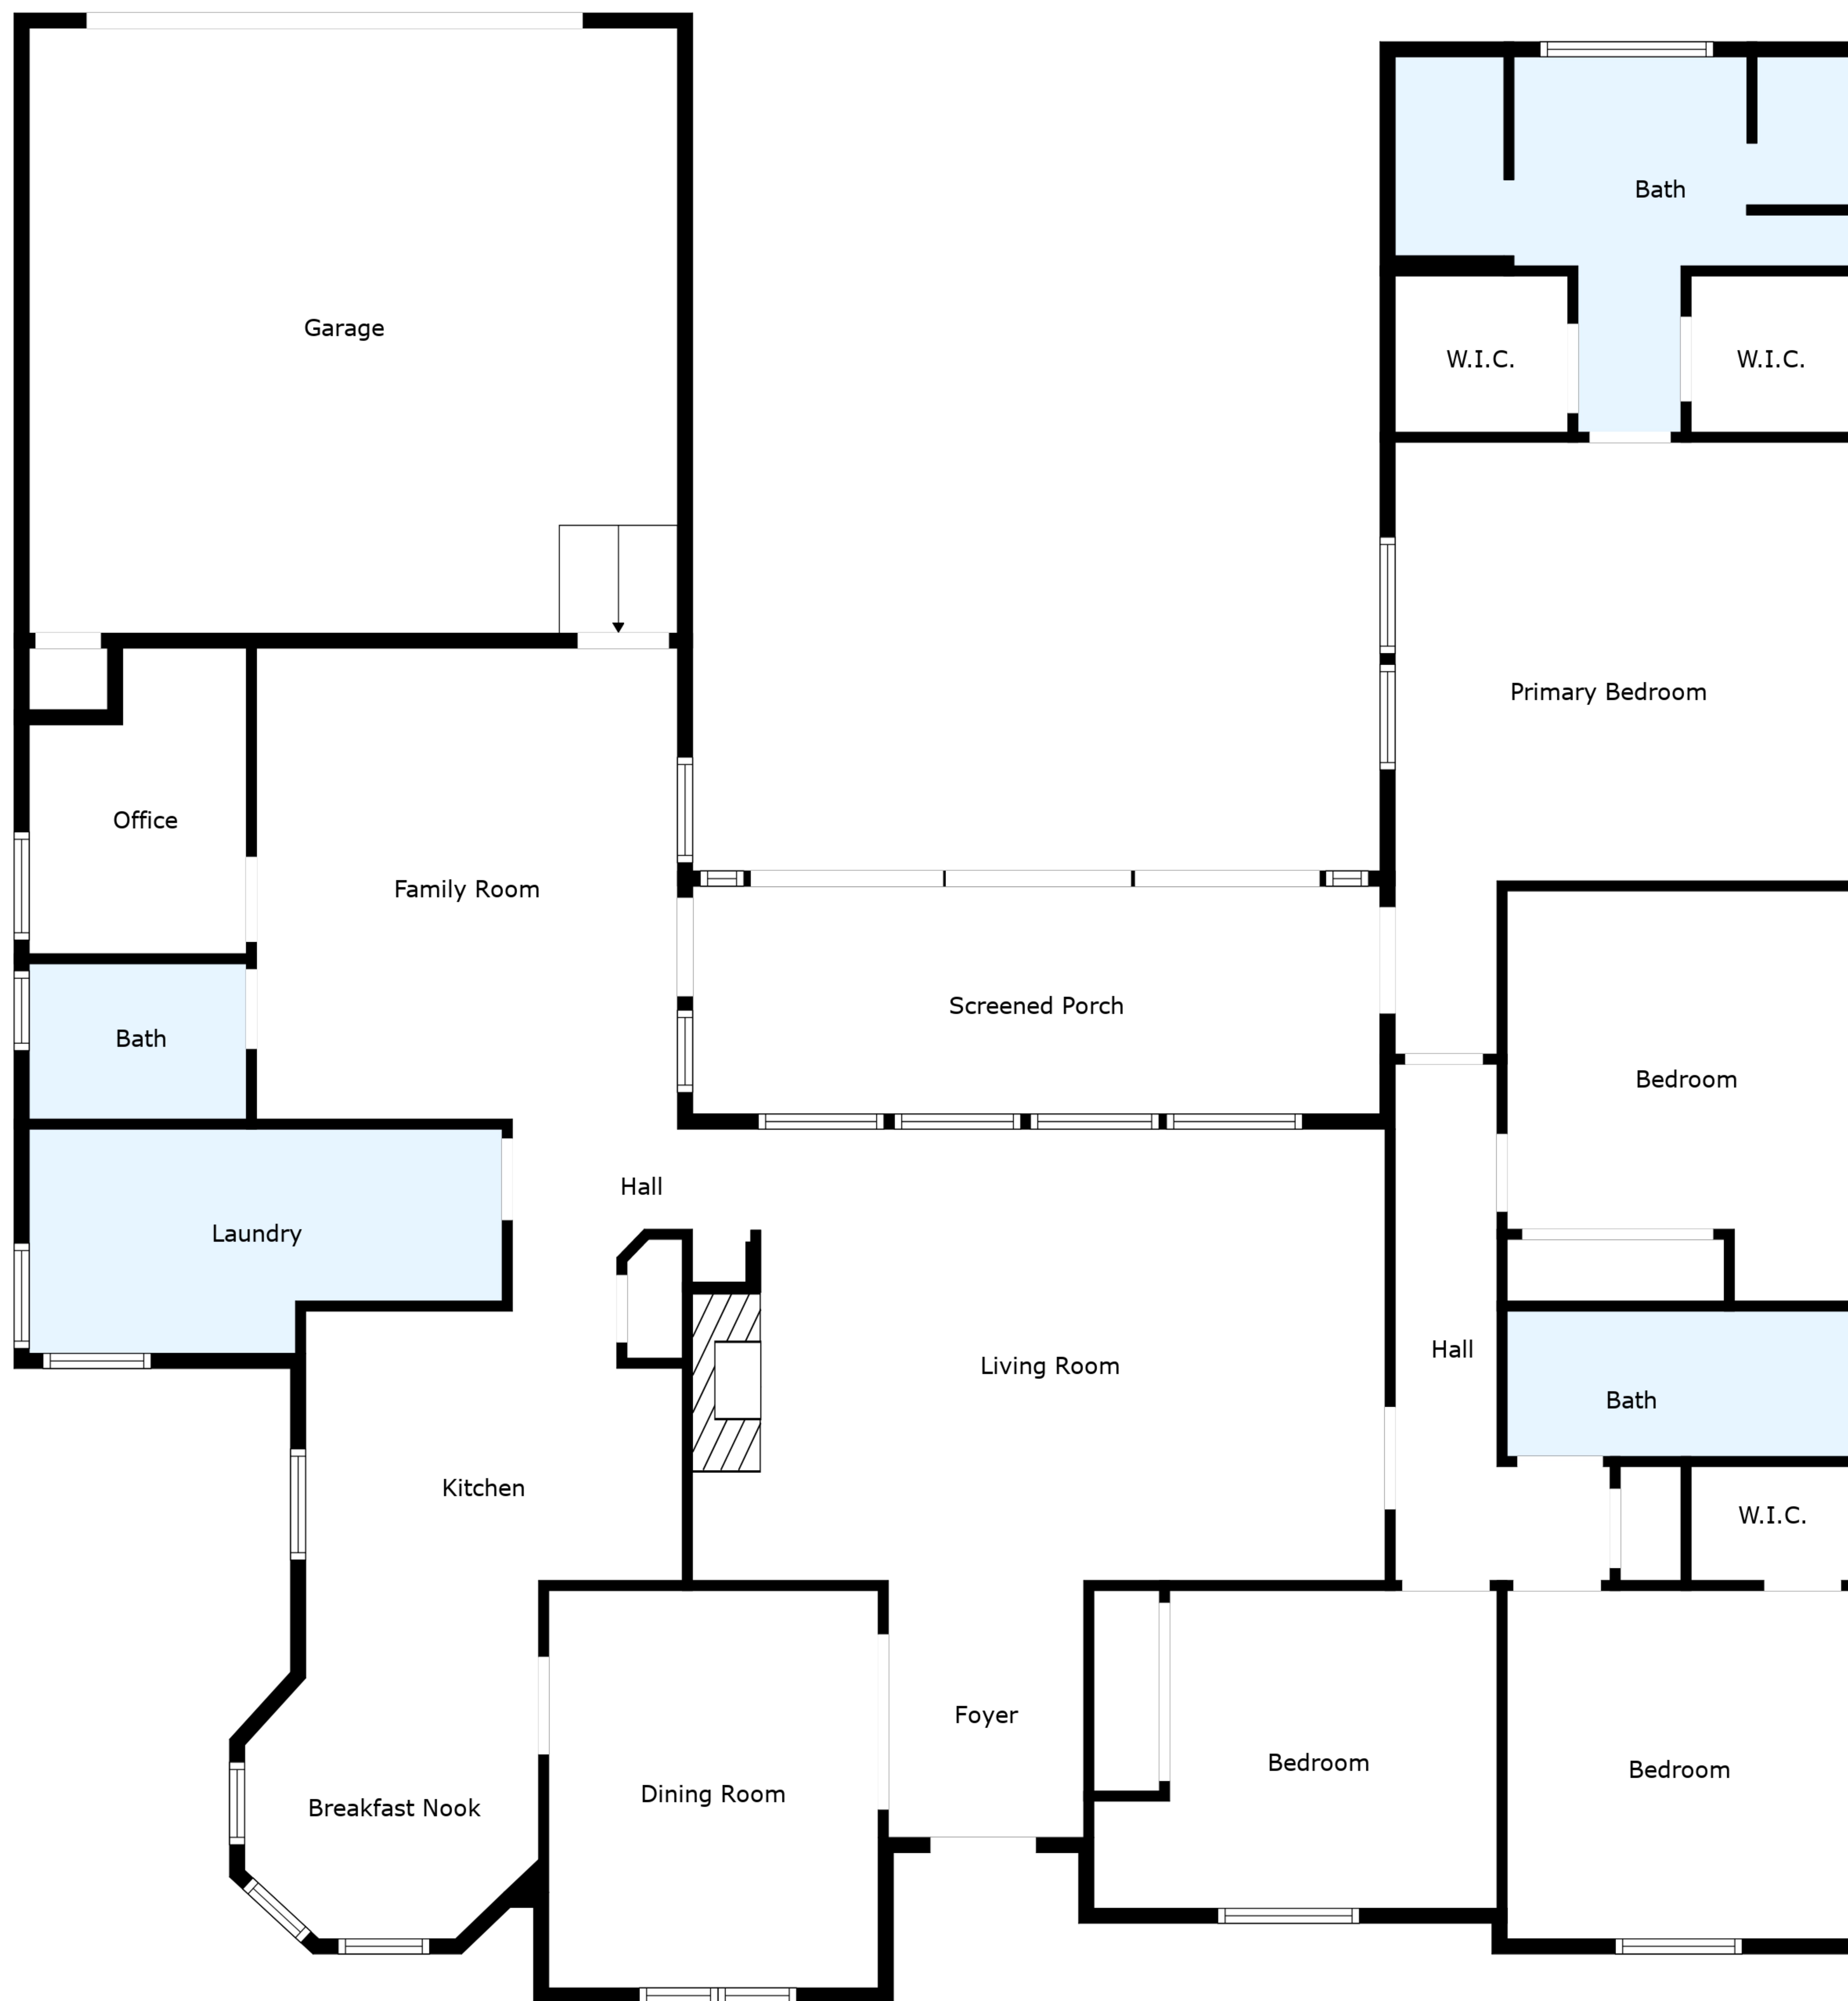 Bath
Garage
W.I.C.
W.I.C.
Primary Bedroom
Office
Family Room
Screened Porch
Bath
Bedroom
Hall
Laundry
Hall
Living Room
Bath
Kitchen
W.I.C.
Foyer
Bedroom
Bedroom
Dining Room
Breakfast Nook